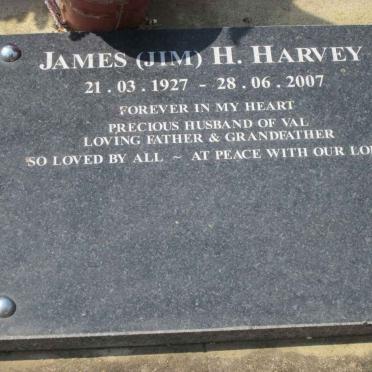 JAMES (JIM) H. HARVEY
21.03.1927 - 28.06.2007
FOREVER IN MY HEART
PRECIOUS HUSBAND OF VAL
LOVING FATHER & GRANDFATHER
SO LOVED BY ALL ~ AT PEACE WITH OUR